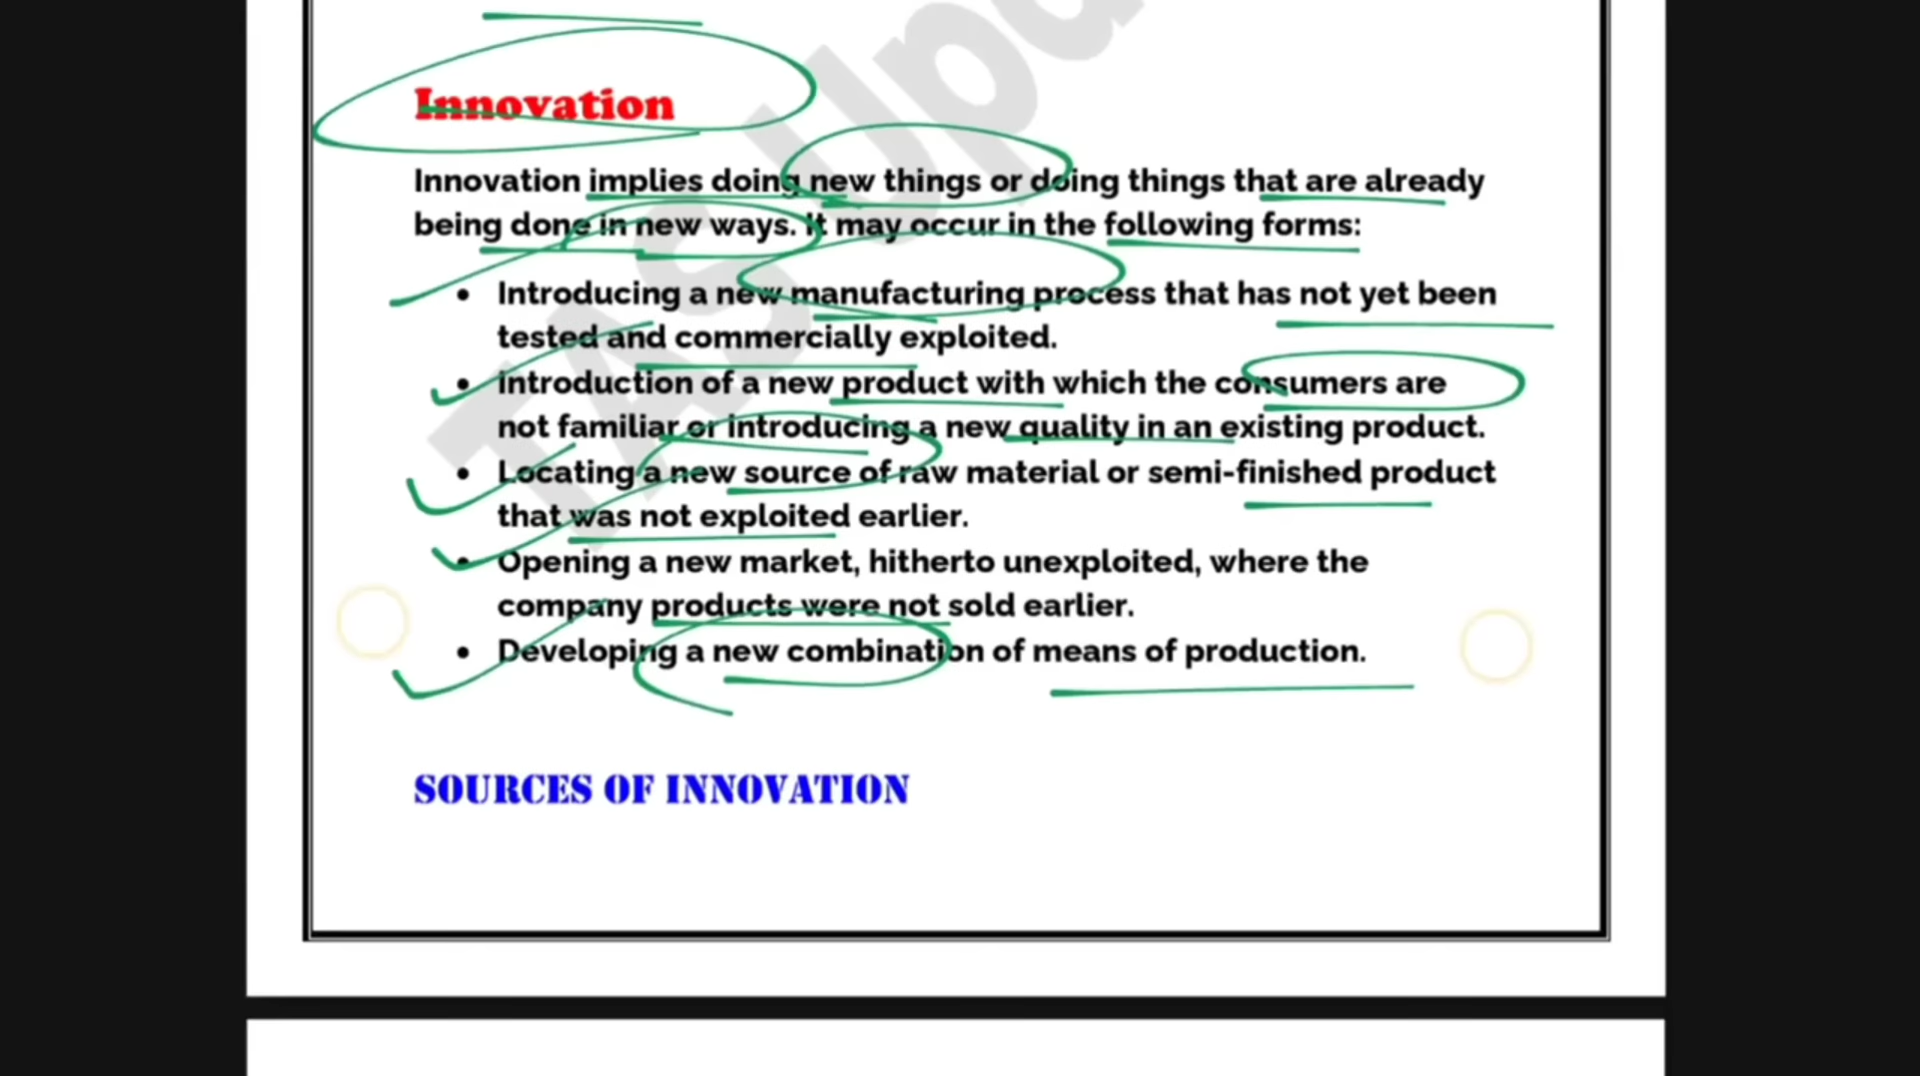 Innovation
Innovation implies doing new things or doing things that are already
being done in new ways. It may occur in the following forms:
• Introducing a new manufacturing process that has not yet been
tested and commercially exploited.
• Introduction of a new product with which the consumers are
not familiar or introducing a new quality in an existing product.
• Locating a new source of raw material or semi-finished product
that was not exploited earlier.
• Opening a new market, hitherto unexploited, where the
company products were not sold earlier.
• Developing a new combination of means of production.
SOURCES OF INNOVATION